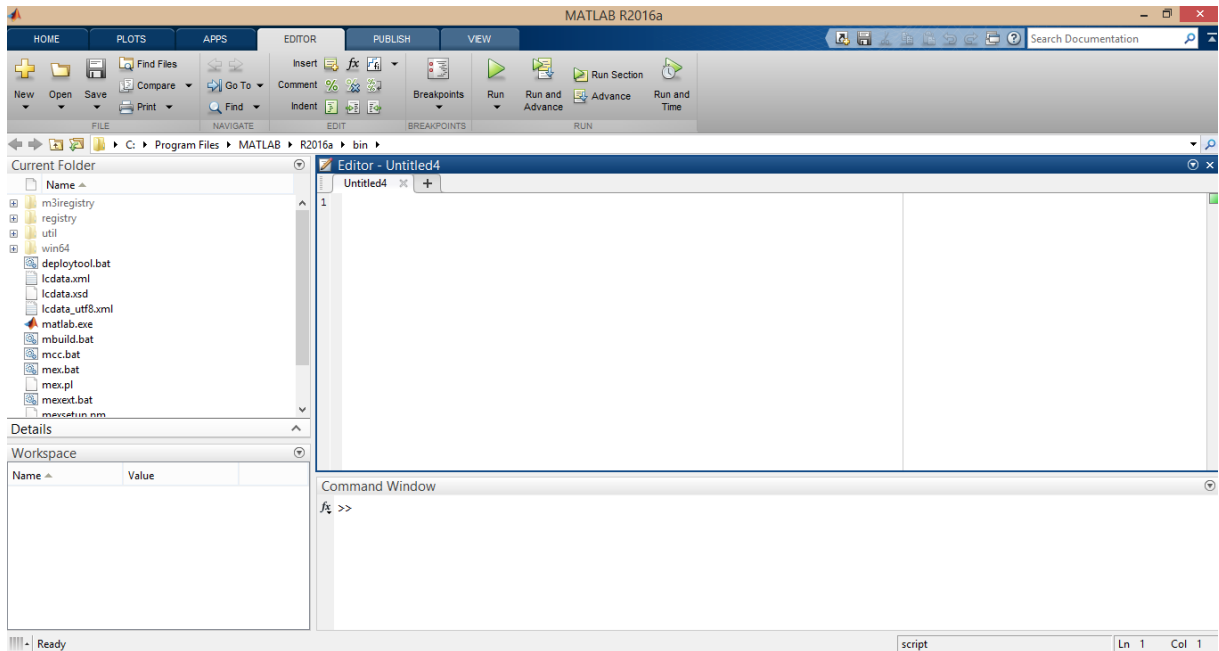 MATLAB R2016a
HOME PLOTS APPS EDITOR PUBLISH VIEW Search Documentation
New Open Save Find Files Compare Print
FILE
Go To Find
NAVIGATE
Insert fx
Comment
Indent
EDIT
Breakpoints
BREAKPOINTS
Run Run and Advance Run Section Advance Run and Time
RUN
C: Program Files MATLAB R2016a bin
Current Folder
Name
m3iregistry
registry
util
win64
deploytool.bat
lcdata.xml
lcdata.xsd
lcdata_utf8.xml
matlab.exe
mbuild.bat
mcc.bat
mex.bat
mex.pl
mexext.bat
mexsetup.pm
Details
Workspace
Name Value
Editor - Untitled4
Untitled4
1
Command Window
fx >>
Ready script Ln 1 Col 1